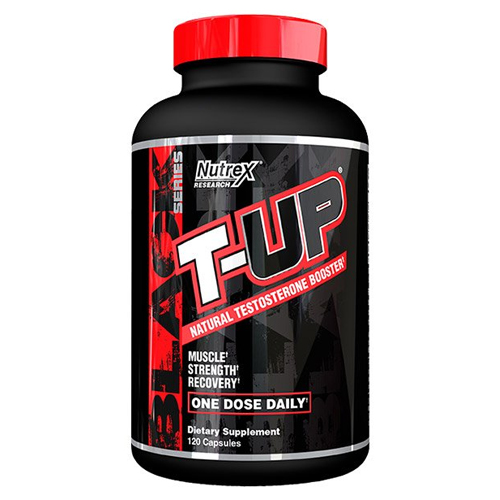 BLACK
SERIES
Nutrex
RESEARCH®
T-UP®
NATURAL TESTOSTERONE BOOSTER†
MUSCLE†
STRENGTH†
RECOVERY†
ONE DOSE DAILY†
Dietary Supplement
120 Capsules